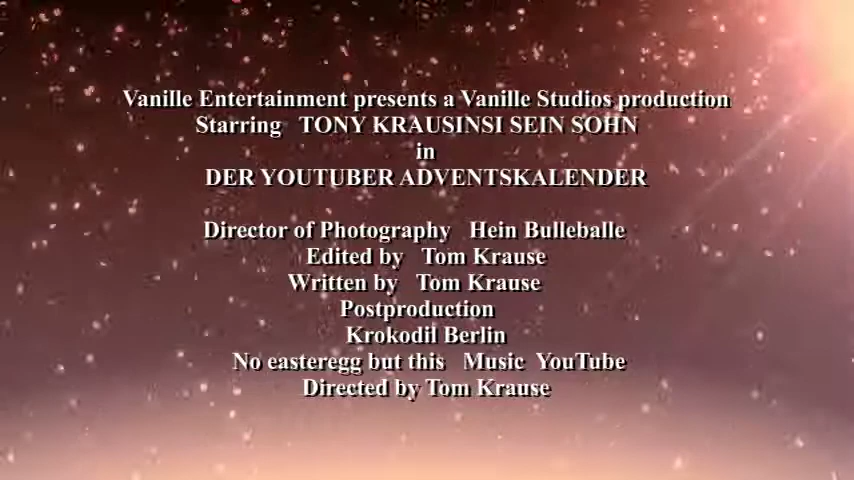 Vanille Entertainment presents a Vanille Studios production
Starring TONY KRAUSINSI SEIN SOHN
in
DER YOUTUBER ADVENTSKALENDER
Director of Photography Hein Bulleballe
Edited by Tom Krause
Written by Tom Krause
Postproduction
Krokodil Berlin
No easteregg but this Music YouTube
Directed by Tom Krause